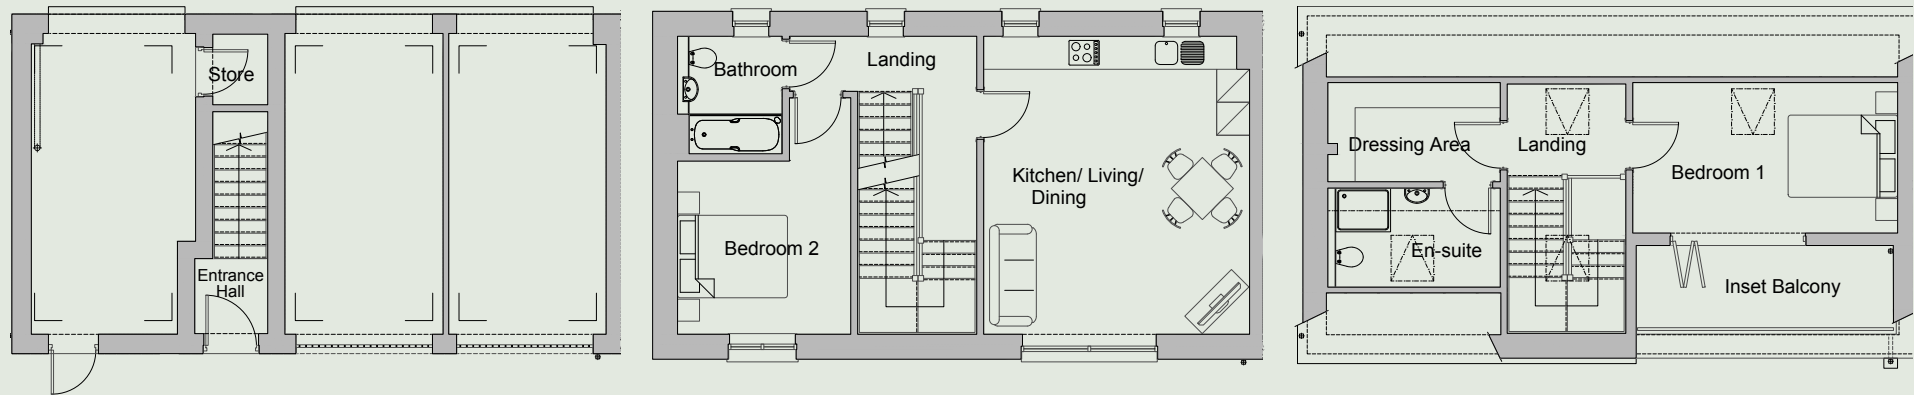 Store
Entrance
Hall
Bathroom
Landing
Kitchen/ Living/
Dining
Bedroom 2
Dressing Area
Landing
Bedroom 1
En-suite
Inset Balcony